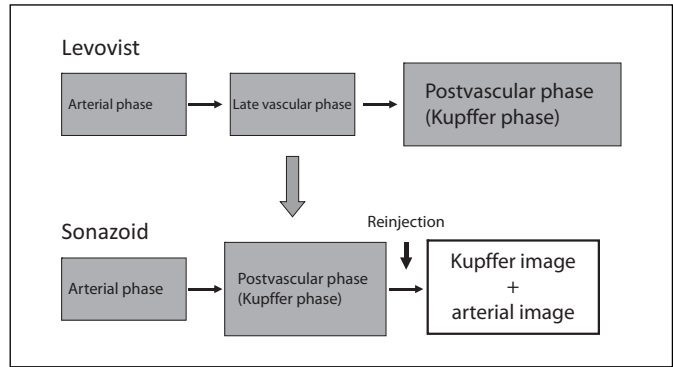 Levovist
Arterial phase
Late vascular phase
Postvascular phase
(Kupffer phase)
Sonazoid
Reinjection
Arterial phase
Postvascular phase
(Kupffer phase)
Kupffer image
+
arterial image